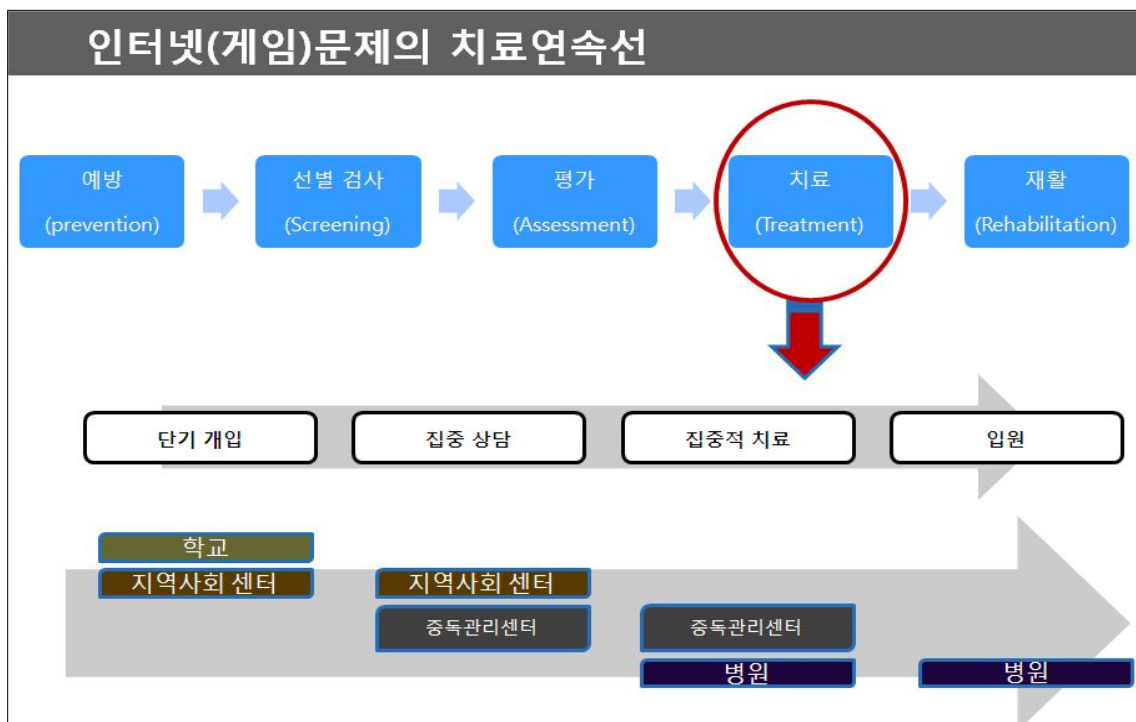 인터넷(게임)문제의 치료연속선
예방
(prevention)
선별 검사
(Screening)
평가
(Assessment)
치료
(Treatment)
재활
(Rehabilitation)
단기 개입
집중 상담
집중적 치료
입원
학교
지역사회 센터
지역사회 센터
중독관리센터
중독관리센터
병원
병원